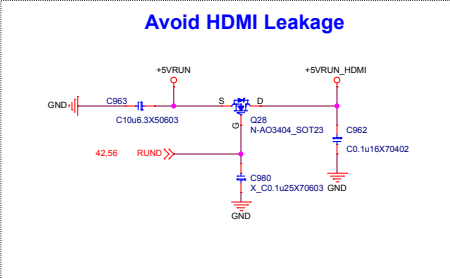 Avoid HDMI Leakage
+5VRUN
+5VRUN_HDMI
GND
C963
C10u6.3X50603
S
D
G
Q28
N-AO3404_SOT23
C962
C0.1u16X70402
GND
42,56
RUND
C980
X_C0.1u25X70603
GND